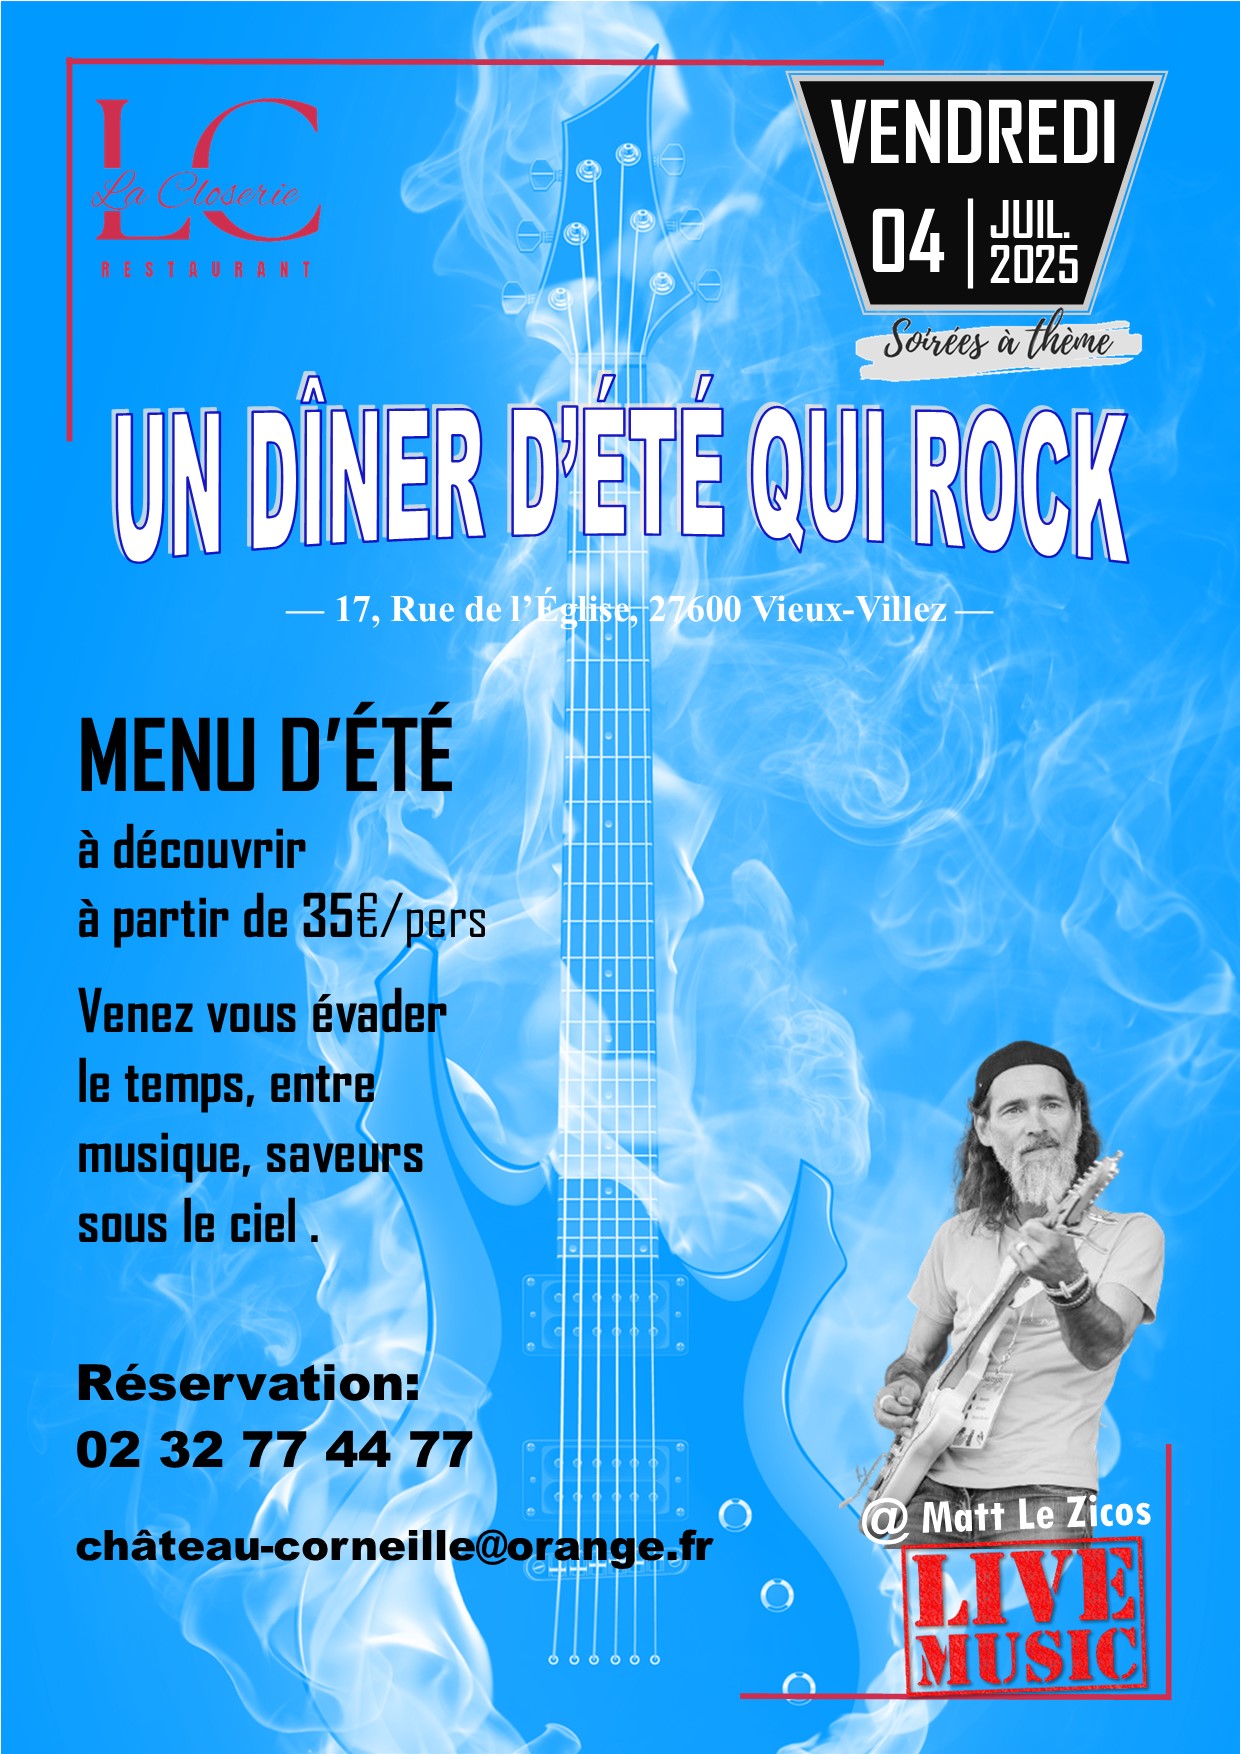 LC
La Closerie
RESTAURANT
VENDREDI
04 | JUIL. 2025
Soirées à thème
UN DÎNER D'ÉTÉ QUI ROCK
— 17, Rue de l'Église, 27600 Vieux-Villez —
MENU D'ÉTÉ
à découvrir
à partir de 35€/pers
Venez vous évader
le temps, entre
musique, saveurs
sous le ciel .
Réservation:
02 32 77 44 77
château-corneille@orange.fr
@ Matt Le Zicos
LIVE
MUSIC